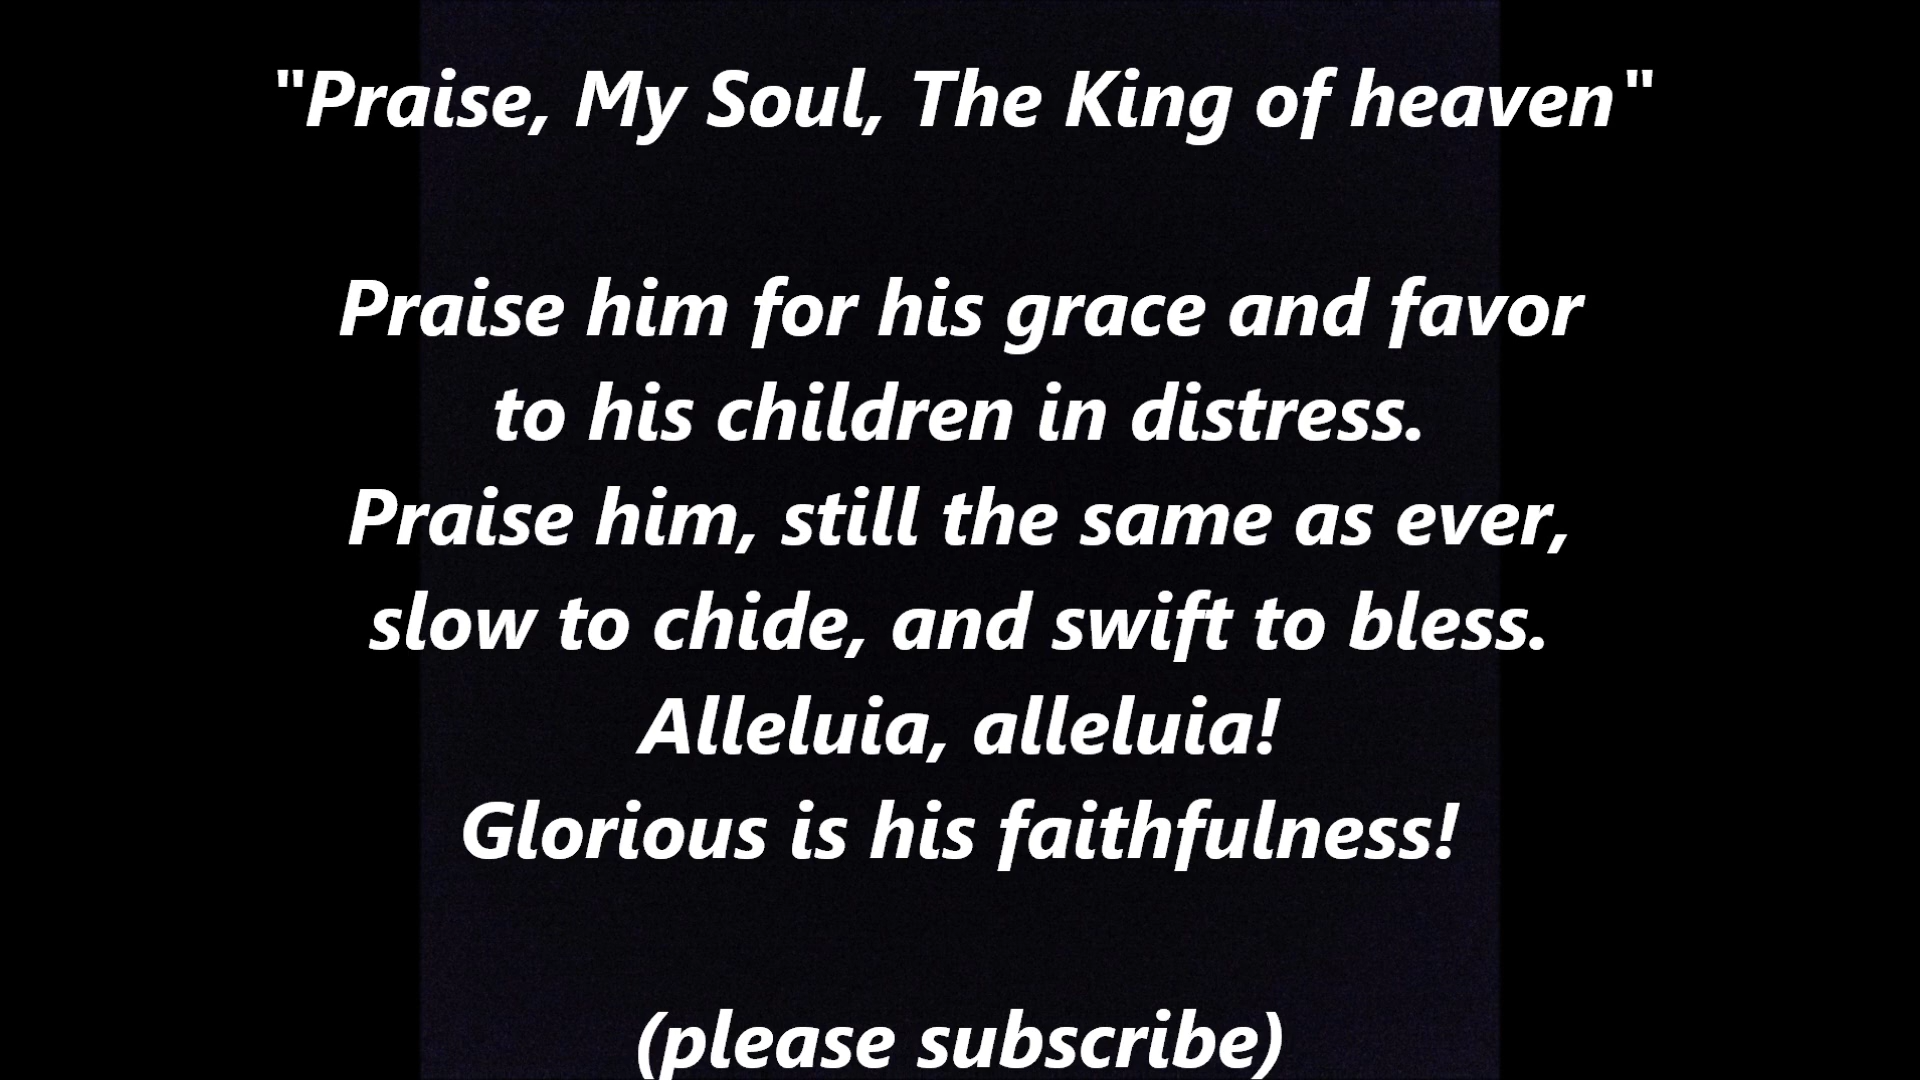 "Praise, My Soul, The King of heaven"
Praise him for his grace and favor
to his children in distress.
Praise him, still the same as ever,
slow to chide, and swift to bless.
Alleluia, alleluia!
Glorious is his faithfulness!
(please subscribe)